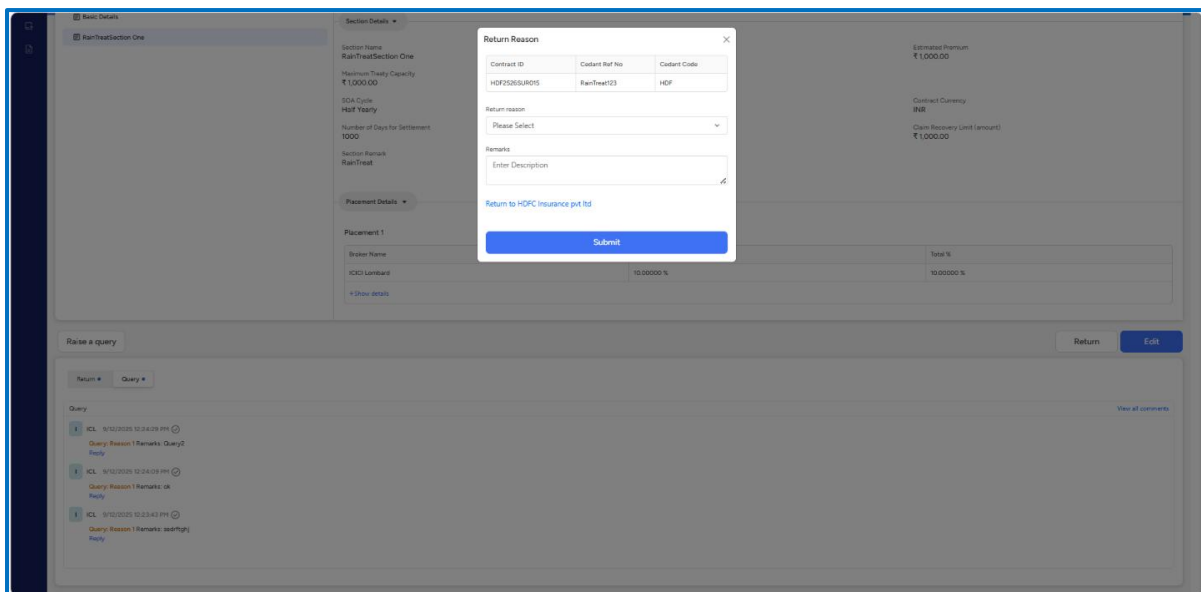 Basic Details
RainTreatSection One
Section Details
Section Name
RainTreatSection One
Maximum Treaty Capacity
₹ 1,000.00
SOA Cycle
Half Yearly
Number of Days for Settlement
1000
Section Remark
RainTreat
Estimated Premium
₹ 1,000.00
Contract Currency
INR
Claim Recovery Limit (amount)
₹ 1,000.00
Return Reason
Contract ID Cedant Ref No Cedant Code
HDF2526SUR015 RainTreat123 HDF
Return reason
Please Select
Remarks
Enter Description
Return to HDFC Insurance pvt ltd
Submit
Placement Details
Placement 1
Broker Name Total %
ICICI Lombard 10.00000 % 10.00000 %
+Show details
Raise a query Return Edit
Return Query
Query View all comments
I ICL 9/12/2025 12:24:29 PM
Query: Reason 1 Remarks: Query2
Reply
I ICL 9/12/2025 12:24:09 PM
Query: Reason 1 Remarks: ok
Reply
I ICL 9/12/2025 12:23:43 PM
Query: Reason 1 Remarks: sedrftghj
Reply